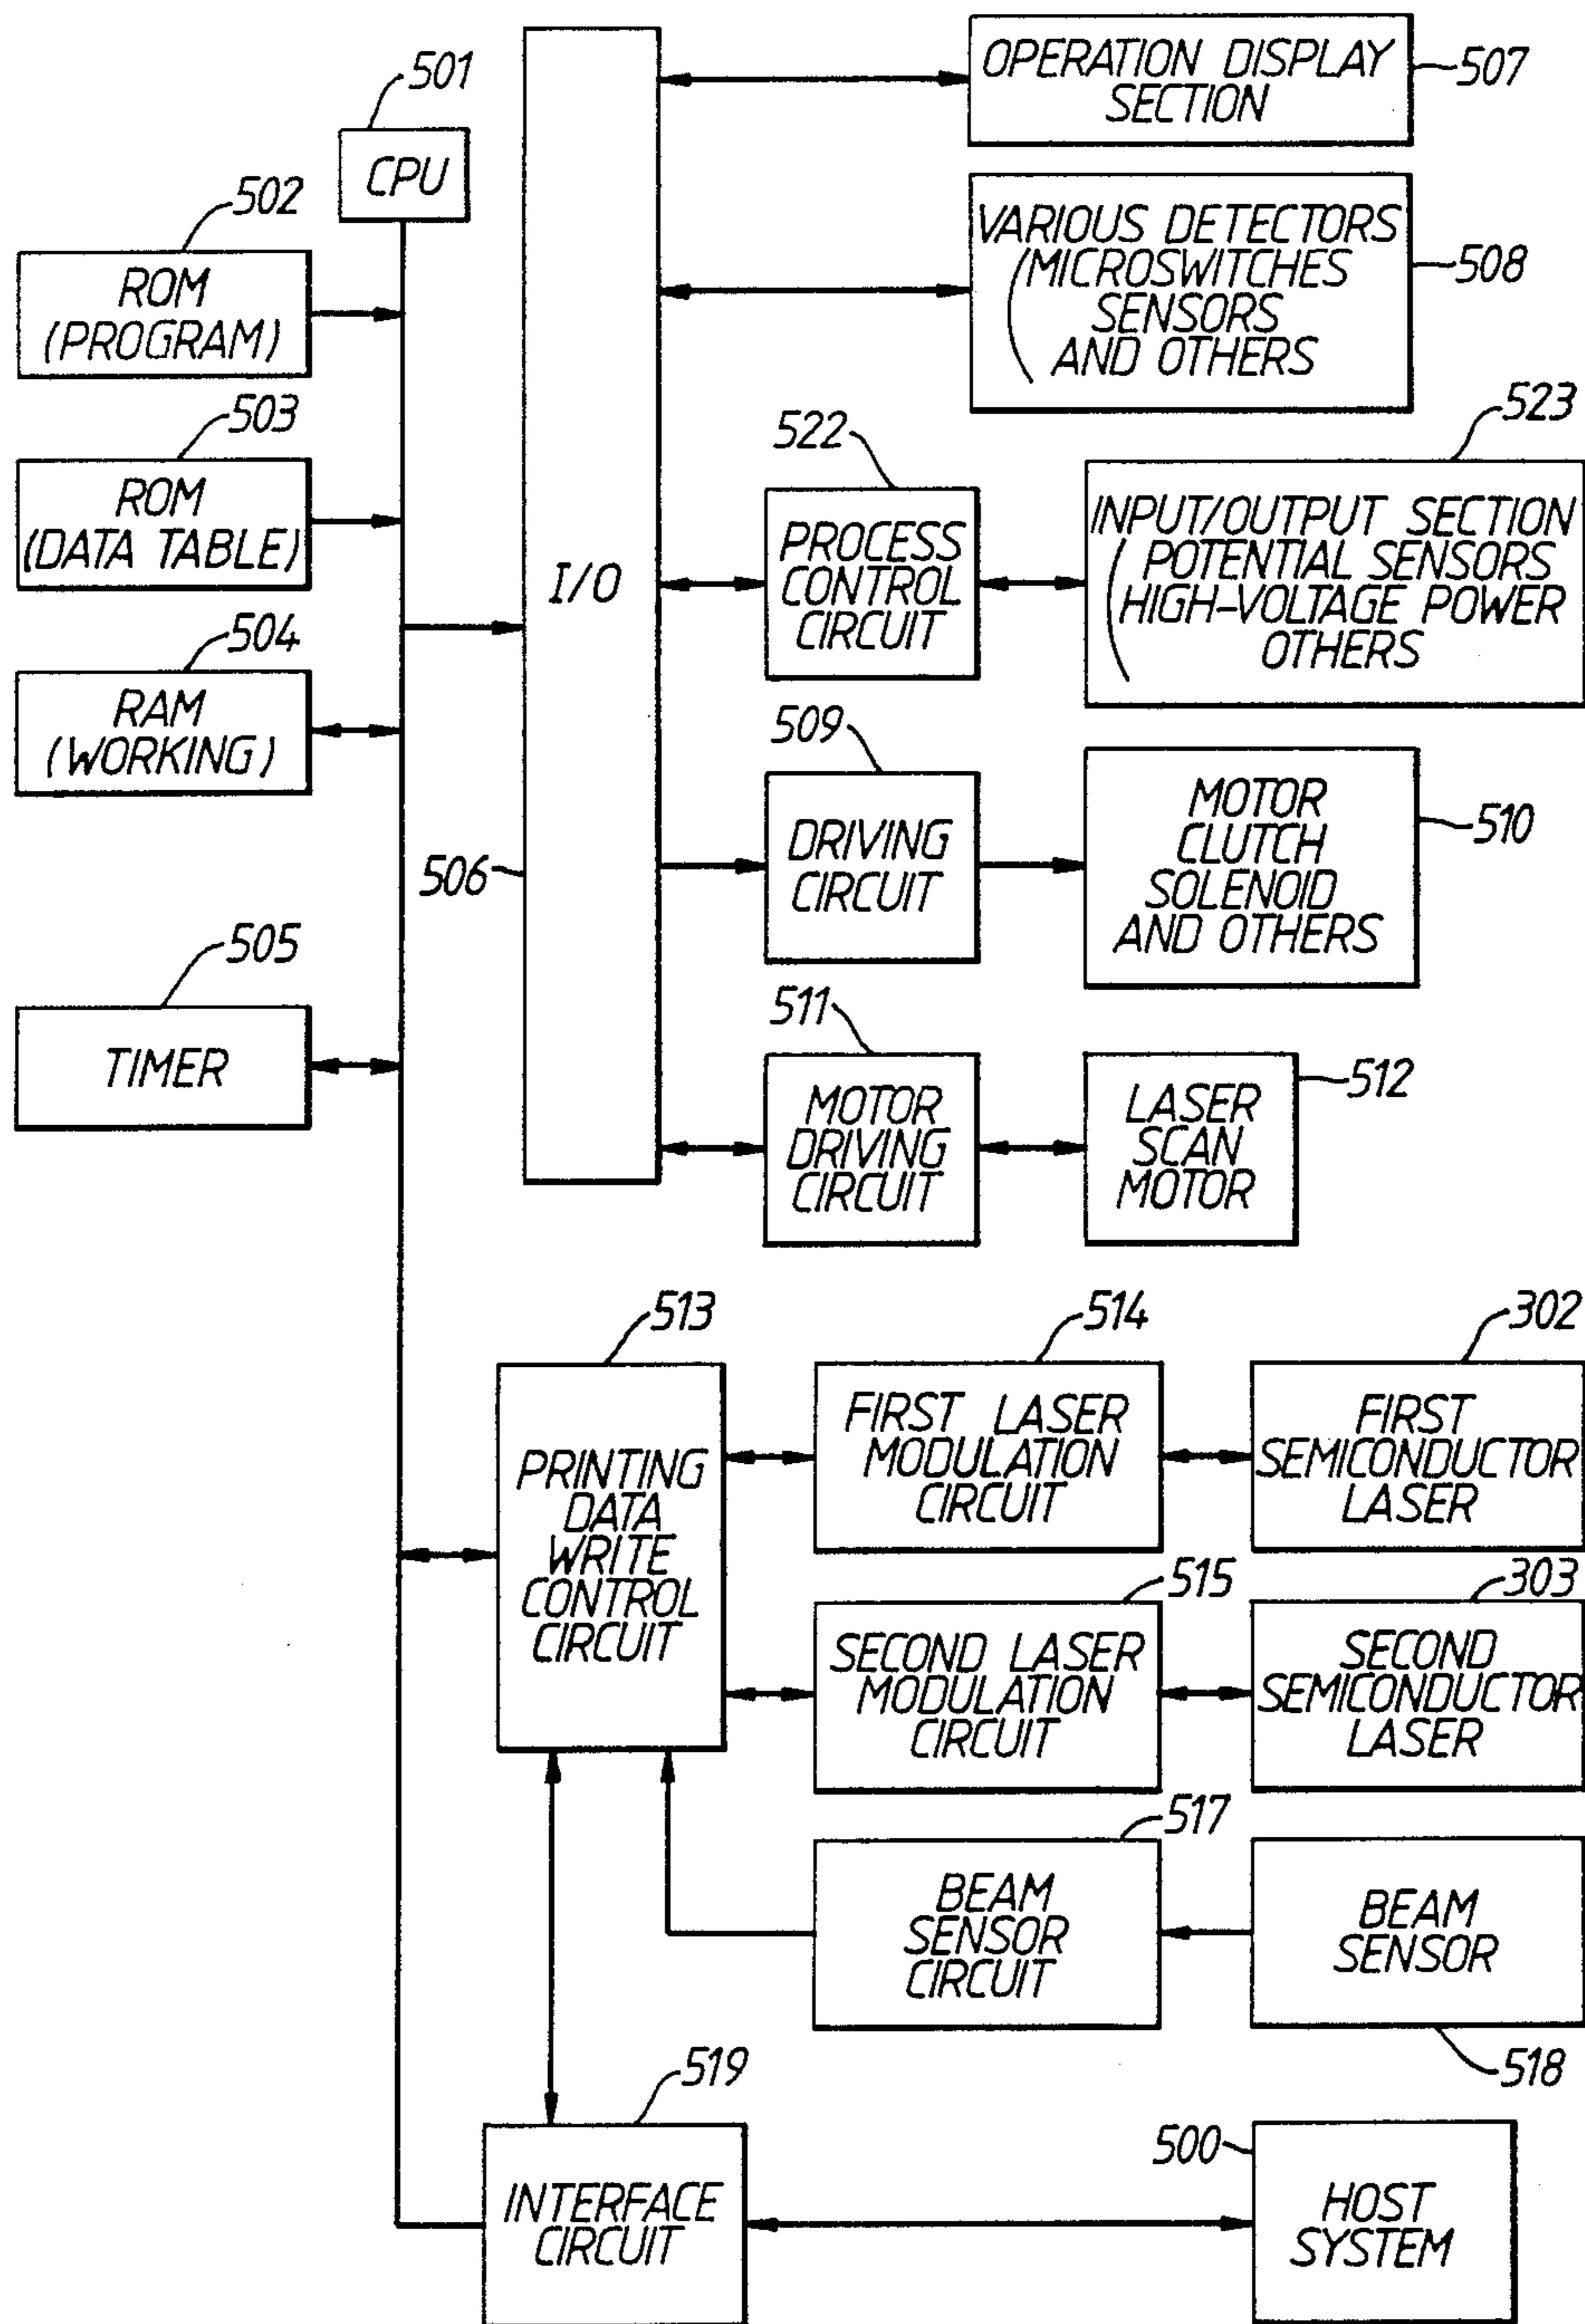 501
CPU
502
ROM
(PROGRAM)
503
ROM
(DATA TABLE)
504
RAM
(WORKING)
505
TIMER
I/O
506
OPERATION DISPLAY
SECTION
507
VARIOUS DETECTORS
(MICROSWITCHES
SENSORS
AND OTHERS
508
522
PROCESS
CONTROL
CIRCUIT
523
INPUT/OUTPUT SECTION
( POTENTIAL SENSORS
HIGH-VOLTAGE POWER
OTHERS
509
DRIVING
CIRCUIT
MOTOR
CLUTCH
SOLENOID
AND OTHERS
510
511
MOTOR
DRIVING
CIRCUIT
LASER
SCAN
MOTOR
512
513
PRINTING
DATA
WRITE
CONTROL
CIRCUIT
514
FIRST LASER
MODULATION
CIRCUIT
302
FIRST
SEMICONDUCTOR
LASER
515
SECOND LASER
MODULATION
CIRCUIT
303
SECOND
SEMICONDUCTOR
LASER
517
BEAM
SENSOR
CIRCUIT
BEAM
SENSOR
518
519
INTERFACE
CIRCUIT
500
HOST
SYSTEM